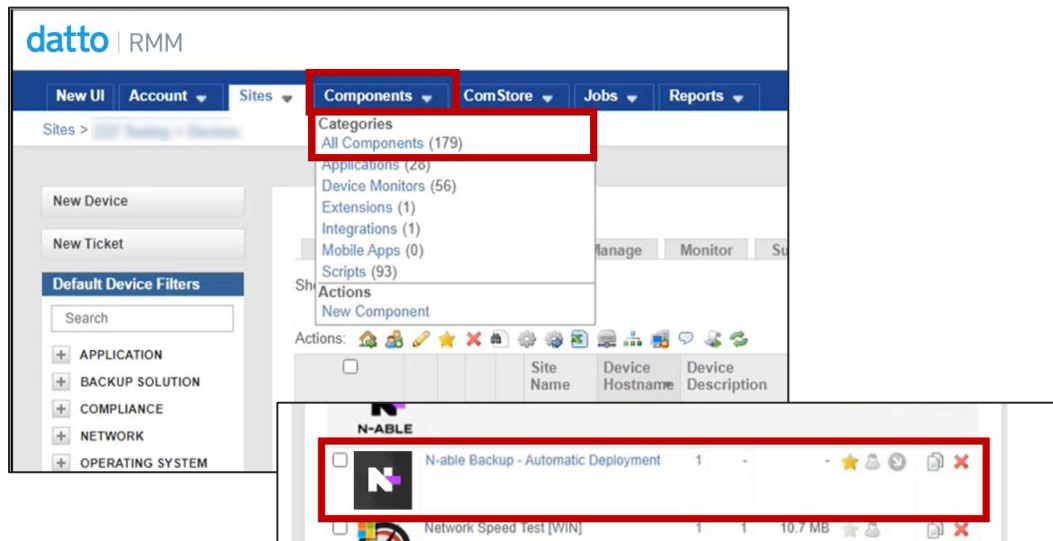 datto | RMM
New UI Account Sites Components ComStore Jobs Reports
Sites >
Categories
All Components (179)
Applications (28)
Device Monitors (56)
Extensions (1)
Integrations (1)
Mobile Apps (0)
Scripts (93)
Actions
New Component
New Device
New Ticket
Default Device Filters
Search
APPLICATION
BACKUP SOLUTION
COMPLIANCE
NETWORK
OPERATING SYSTEM
Monitor
Actions:
Site Name Device Hostname Device Description
N-ABLE
N-able Backup - Automatic Deployment 1 - -
Network Speed Test [WIN] 1 1 10.7 MB